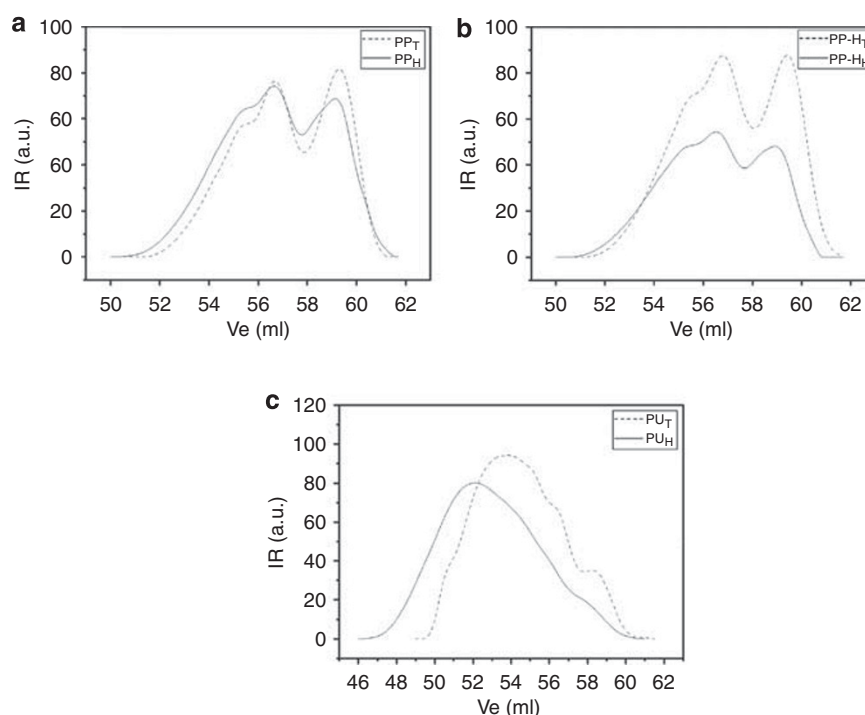 a
100
80
60
60
20
0
IR (a.u.)
PP_T
PP_H
50 52 54 56 58 60 62
Ve (ml)
b
100
80
60
60
20
0
IR (a.u.)
PP-H_T
PP-H_H
50 52 54 56 58 60 62
Ve (ml)
c
120
100
80
60
40
20
0
IR (a.u.)
PU_T
PU_H
46 48 50 52 54 56 58 60 62
Ve (ml)